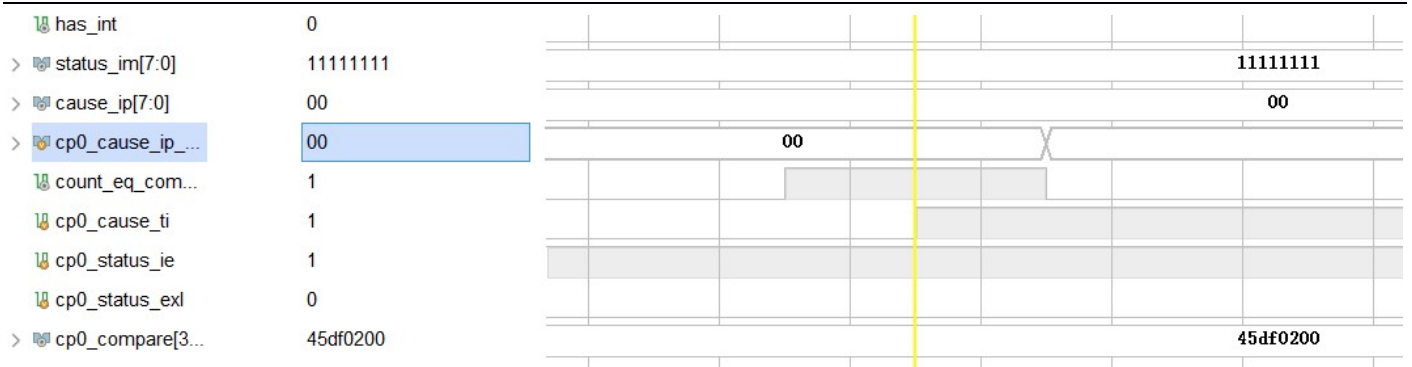 has_int 0
> status_im[7:0] 11111111 11111111
> cause_ip[7:0] 00 00
> cp0_cause_ip_... 00 00
count_eq_com... 1
cp0_cause_ti 1
cp0_status_ie 1
cp0_status_exl 0
> cp0_compare[3... 45df0200 45df0200